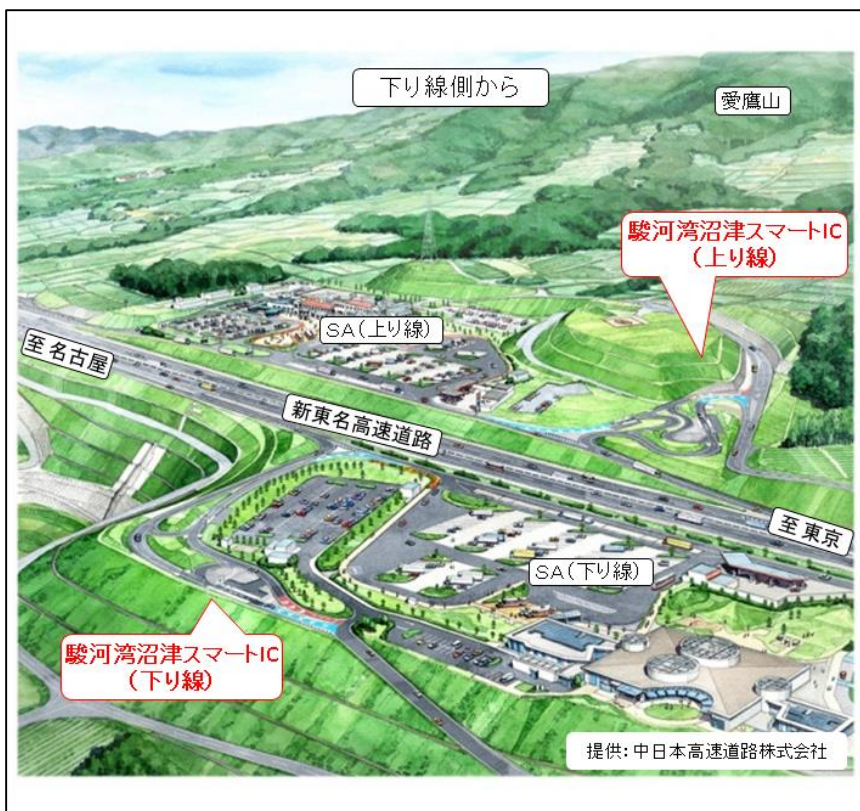 下り線側から
愛鷹山
駿河湾沼津スマートIC
(上り線)
SA(上り線)
至 名古屋
新東名高速道路
至 東京
SA(下り線)
駿河湾沼津スマートIC
(下り線)
提供:中日本高速道路株式会社